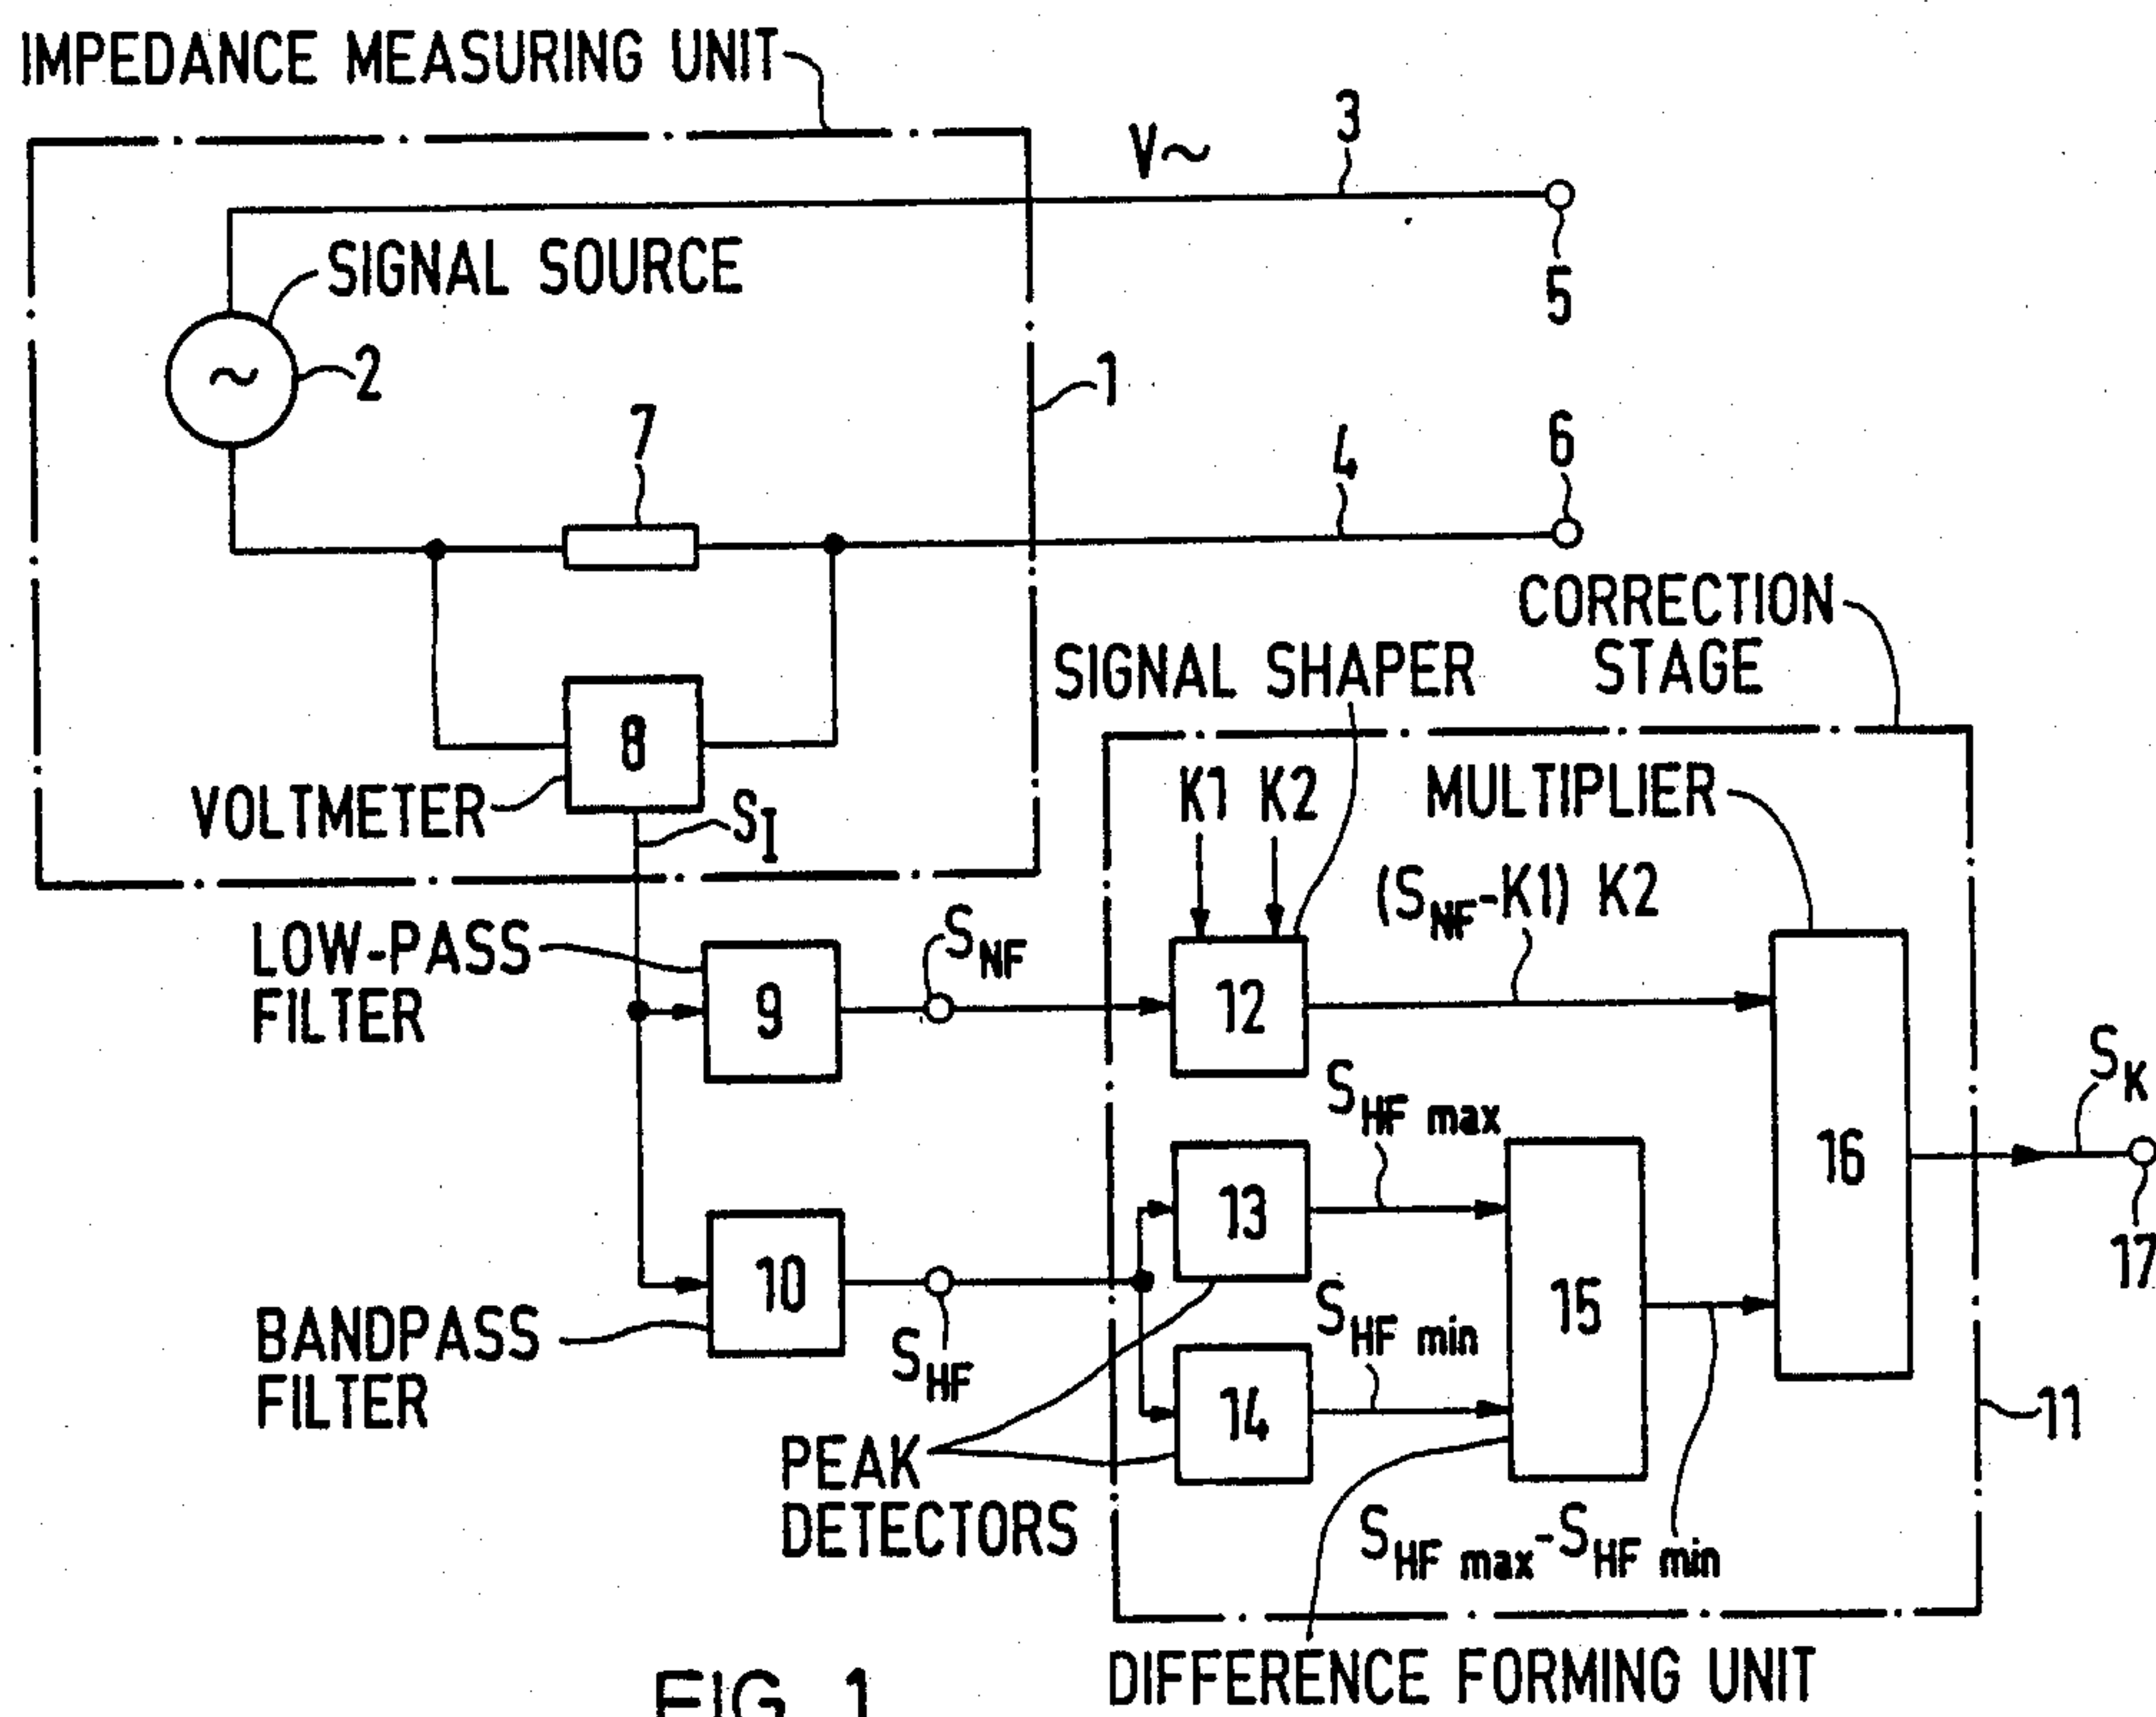 IMPEDANCE MEASURING UNIT
V~
3
SIGNAL SOURCE
5
~
2
1
7
4
6
CORRECTION
STAGE
SIGNAL SHAPER
8
VOLTMETER
S_I
K1 K2
MULTIPLIER
(S_NF-K1) K2
LOW-PASS
FILTER
9
S_NF
12
S_K
S_HF max
16
13
17
10
S_HF min
15
BANDPASS
FILTER
S_HF
14
11
PEAK
DETECTORS
S_HF max-S_HF min
DIFFERENCE FORMING UNIT
FIG. 1